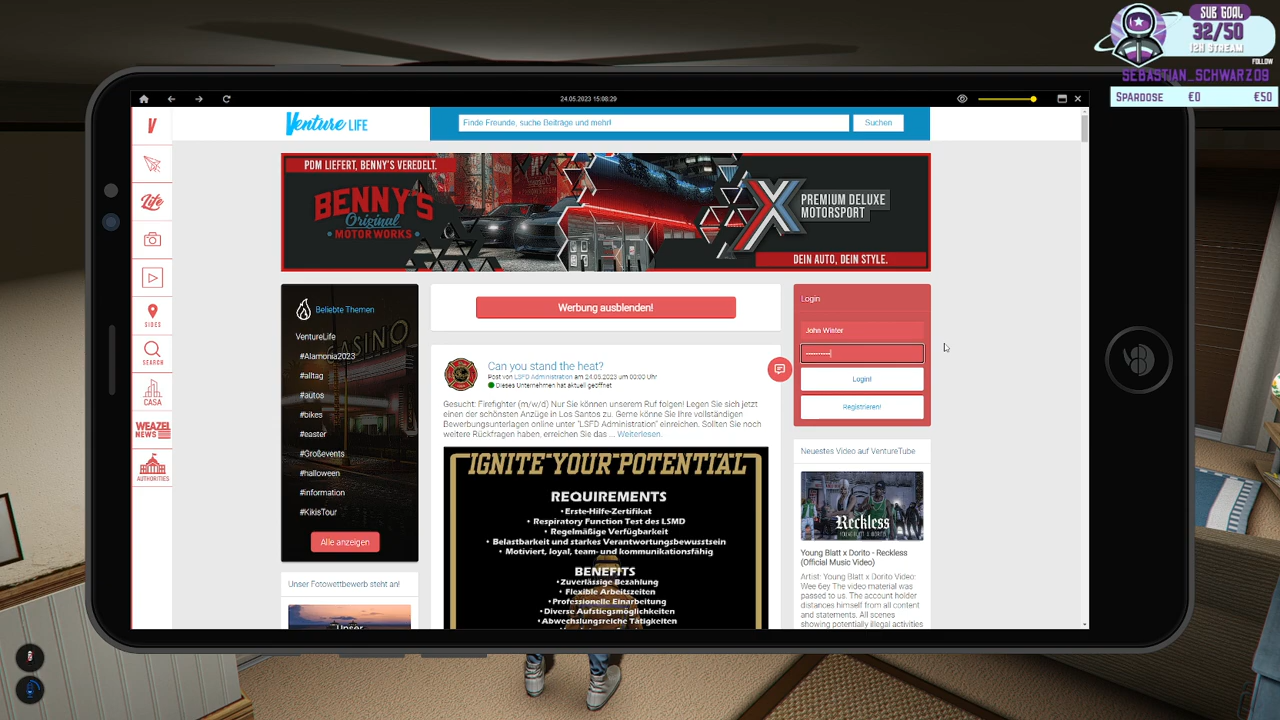 SUB GOAL
32/50
12H STREAM
FOLLOW
SEBASTIAN_SCHWARZ09
SPARDOSE €0 €50
24.05.2023 15:08:29
Venture LIFE
Finde Freunde, suche Beiträge und mehr!
Suchen
PDM LIEFERT, BENNY'S VEREDELT.
BENNY'S
Original
MOTOR WORKS
PREMIUM DELUXE
MOTORSPORT
DEIN AUTO, DEIN STYLE.
V
Life
SIDES
SEARCH
CASA
WEAZEL
NEWS
AUTHORITIES
Beliebte Themen
VentureLife
#Alamonia2023
#alltag
#autos
#bikes
#easter
#Großevents
#halloween
#information
#KikisTour
Alle anzeigen
CASINO
Unser Fotowettbewerb steht an!
Unser
Werbung ausblenden!
Can you stand the heat?
Post von LSFD Administration am 24.05.2023 um 00:00 Uhr
Dieses Unternehmen hat aktuell geöffnet
Gesucht: Firefighter (m/w/d) Nur Sie können unserem Ruf folgen! Legen Sie sich jetzt
einen der schönsten Anzüge in Los Santos zu. Gerne könne Sie Ihre vollständigen
Bewerbungsunterlagen online unter "LSFD Administration" einreichen. Sollten Sie noch
weitere Rückfragen haben, erreichen Sie das ... Weiterlesen.
IGNITE YOUR POTENTIAL
REQUIREMENTS
• Erste-Hilfe-Zertifikat
• Respiratory Function Test des LSMD
• Regelmäßige Verfügbarkeit
• Belastbarkeit und starkes Verantwortungsbewusstsein
• Motiviert, loyal, team- und kommunikationsfähig
BENEFITS
• Zuverlässige Bezahlung
• Flexible Arbeitszeiten
• Professionelle Einarbeitung
• Diverse Aufstiegsmöglichkeiten
• Abwechslungsreiche Tätigkeiten
Login
John Winter
Login!
Registrieren!
Neuestes Video auf VentureTube
Reckless
Young Blatt x Dorito - Reckless
(Official Music Video)
Artist: Young Blatt x Dorito Video:
Wee 6ey The video material was
passed to us. The account holder
distances himself from all content
and statements. All scenes
showing potentially illegal activities